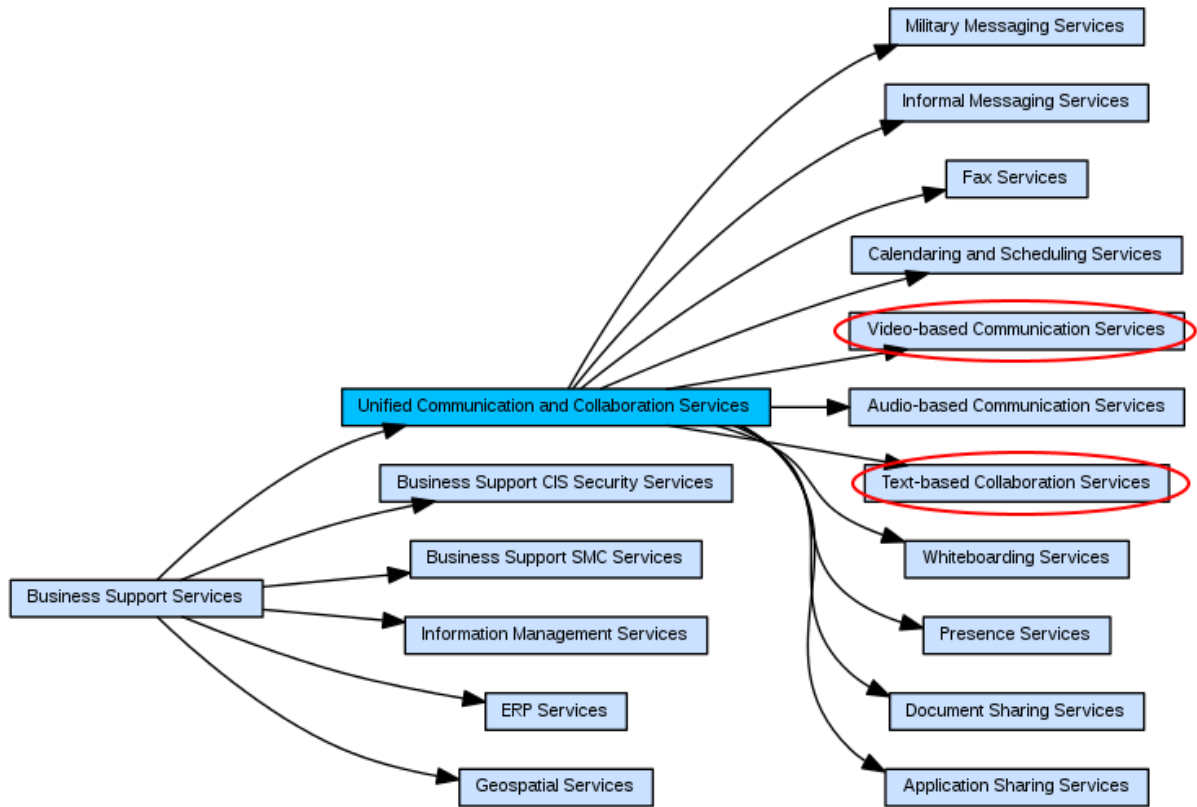 Military Messaging Services
Informal Messaging Services
Fax Services
Calendaring and Scheduling Services
Video-based Communication Services
Unified Communication and Collaboration Services
Audio-based Communication Services
Business Support CIS Security Services
Text-based Collaboration Services
Business Support SMC Services
Whiteboarding Services
Business Support Services
Information Management Services
Presence Services
ERP Services
Document Sharing Services
Geospatial Services
Application Sharing Services